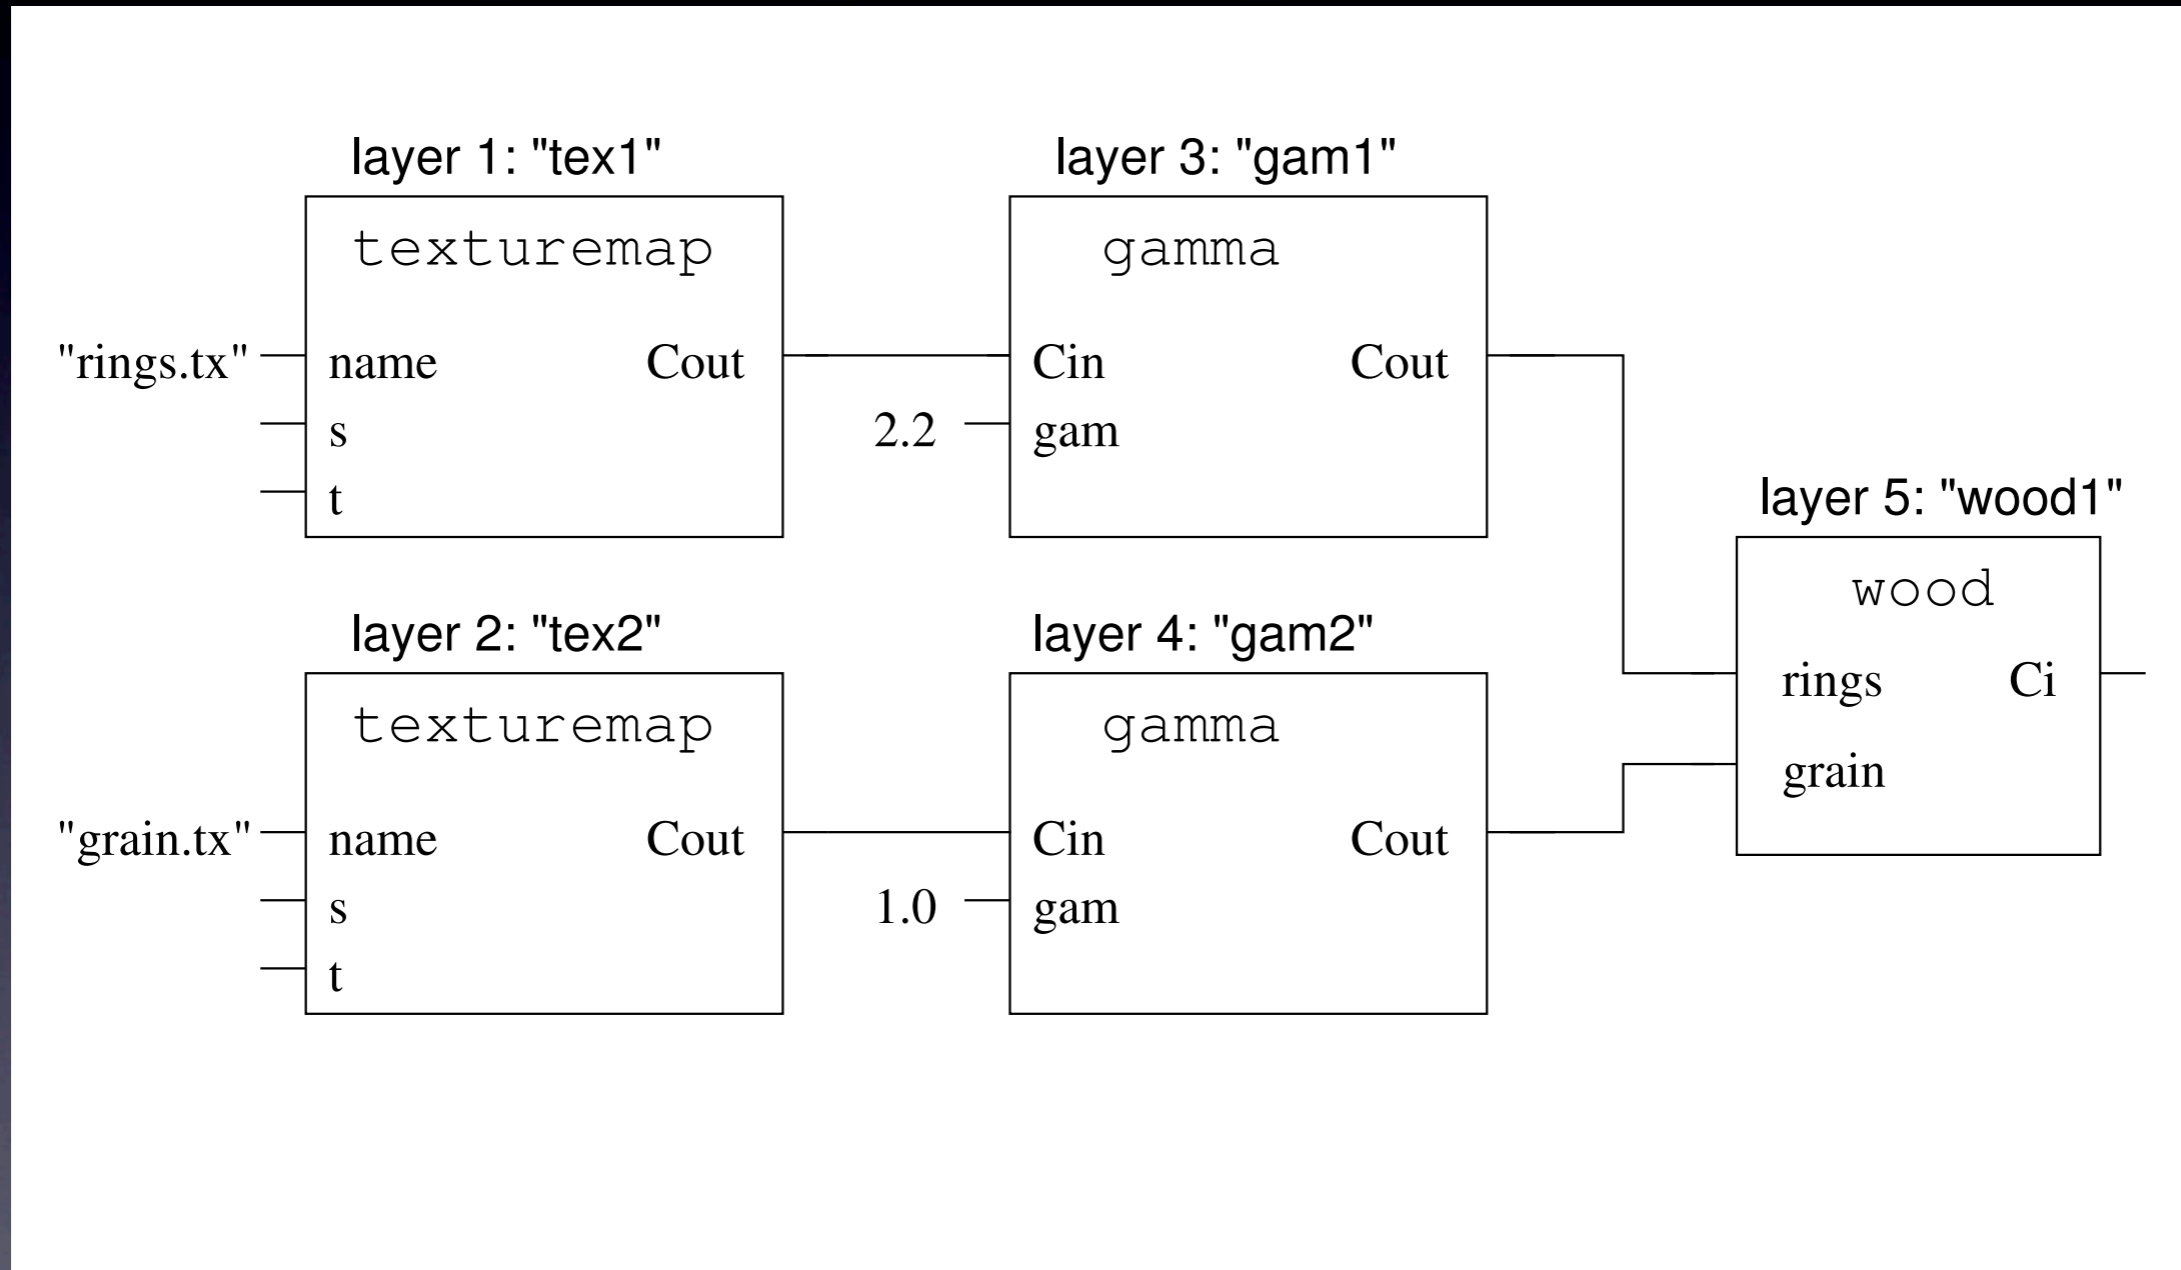 layer 1: "tex1"
texturemap
"rings.tx" name Cout
s
t
layer 3: "gam1"
gamma
Cin Cout
2.2 gam
layer 2: "tex2"
texturemap
"grain.tx" name Cout
s
t
layer 4: "gam2"
gamma
Cin Cout
1.0 gam
layer 5: "wood1"
wood
rings Ci
grain